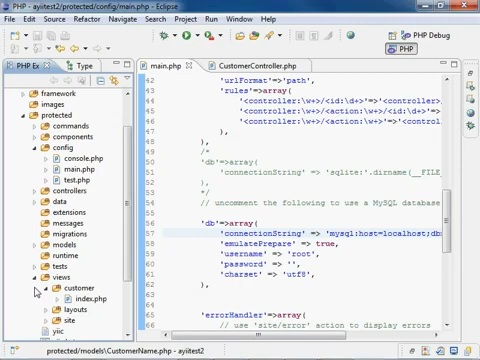 PHP - ayiitest2/protected/config/main.php - Eclipse
File Edit Source Refactor Navigate Search Project Run Window Help
PHP Debug
PHP
PHP Ex
Type
main.php
CustomerController.php
framework
images
protected
commands
components
config
console.php
main.php
test.php
controllers
data
extensions
messages
migrations
models
runtime
tests
views
customer
index.php
layouts
site
yiic
42 'urlFormat'=>'path',
43 'rules'=>array(
44 '<controller:\w+>/<id:\d+>'=>'<controller>
45 '<controller:\w+>/<action:\w+>/<id:\d+>'=>
46 '<controller:\w+>/<action:\w+>'=>'<control
47 ),
48 ),
49 /*
50 'db'=>array(
51 'connectionString' => 'sqlite:'.dirname(__FILE
52 ),
53 */
54 // uncomment the following to use a MySQL database
55
56 'db'=>array(
57 'connectionString' => 'mysql:host=localhost;db
58 'emulatePrepare' => true,
59 'username' => 'root',
60 'password' => '',
61 'charset' => 'utf8',
62 ),
63
64
65 'errorHandler'=>array(
66 // use 'site/error' action to display errors
protected/models\CustomerName.php - ayiitest2